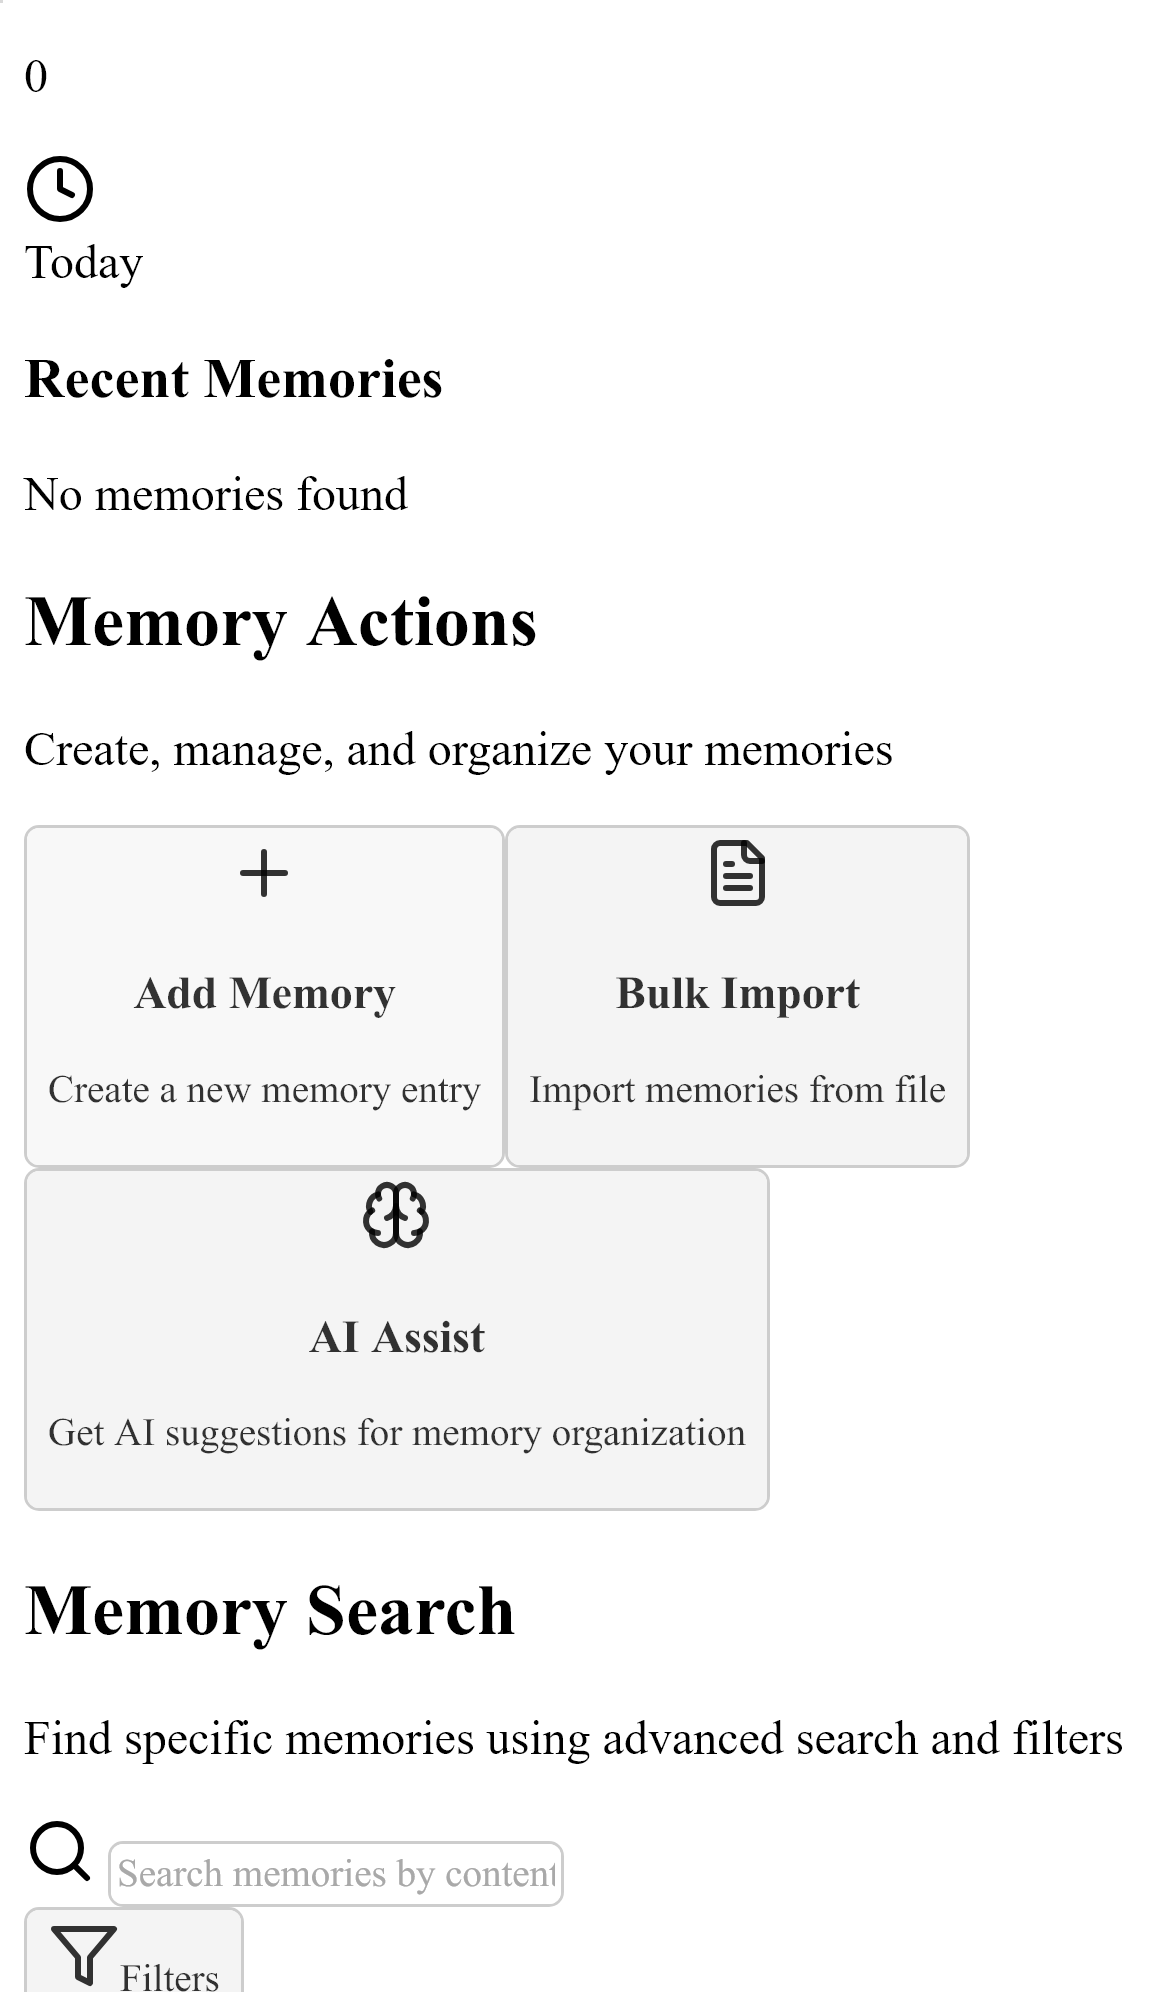 0
Today
Recent Memories
No memories found
Memory Actions
Create, manage, and organize your memories
Add Memory
Create a new memory entry
Bulk Import
Import memories from file
AI Assist
Get AI suggestions for memory organization
Memory Search
Find specific memories using advanced search and filters
Search memories by content
Filters